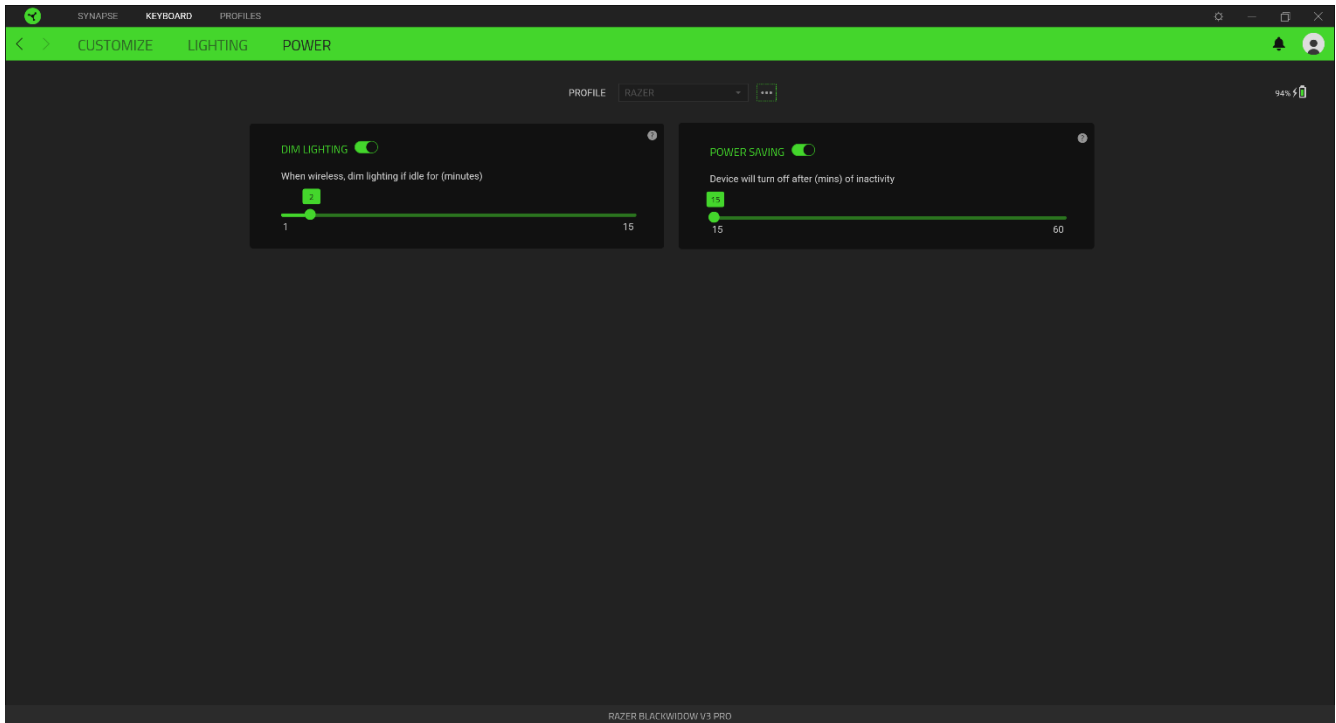 SYNAPSE KEYBOARD PROFILES
CUSTOMIZE LIGHTING POWER
PROFILE RAZER
94%
DIM LIGHTING
When wireless, dim lighting if idle for (minutes)
2
1 15
POWER SAVING
Device will turn off after (mins) of inactivity
15
15 60
RAZER BLACKWIDOW V3 PRO